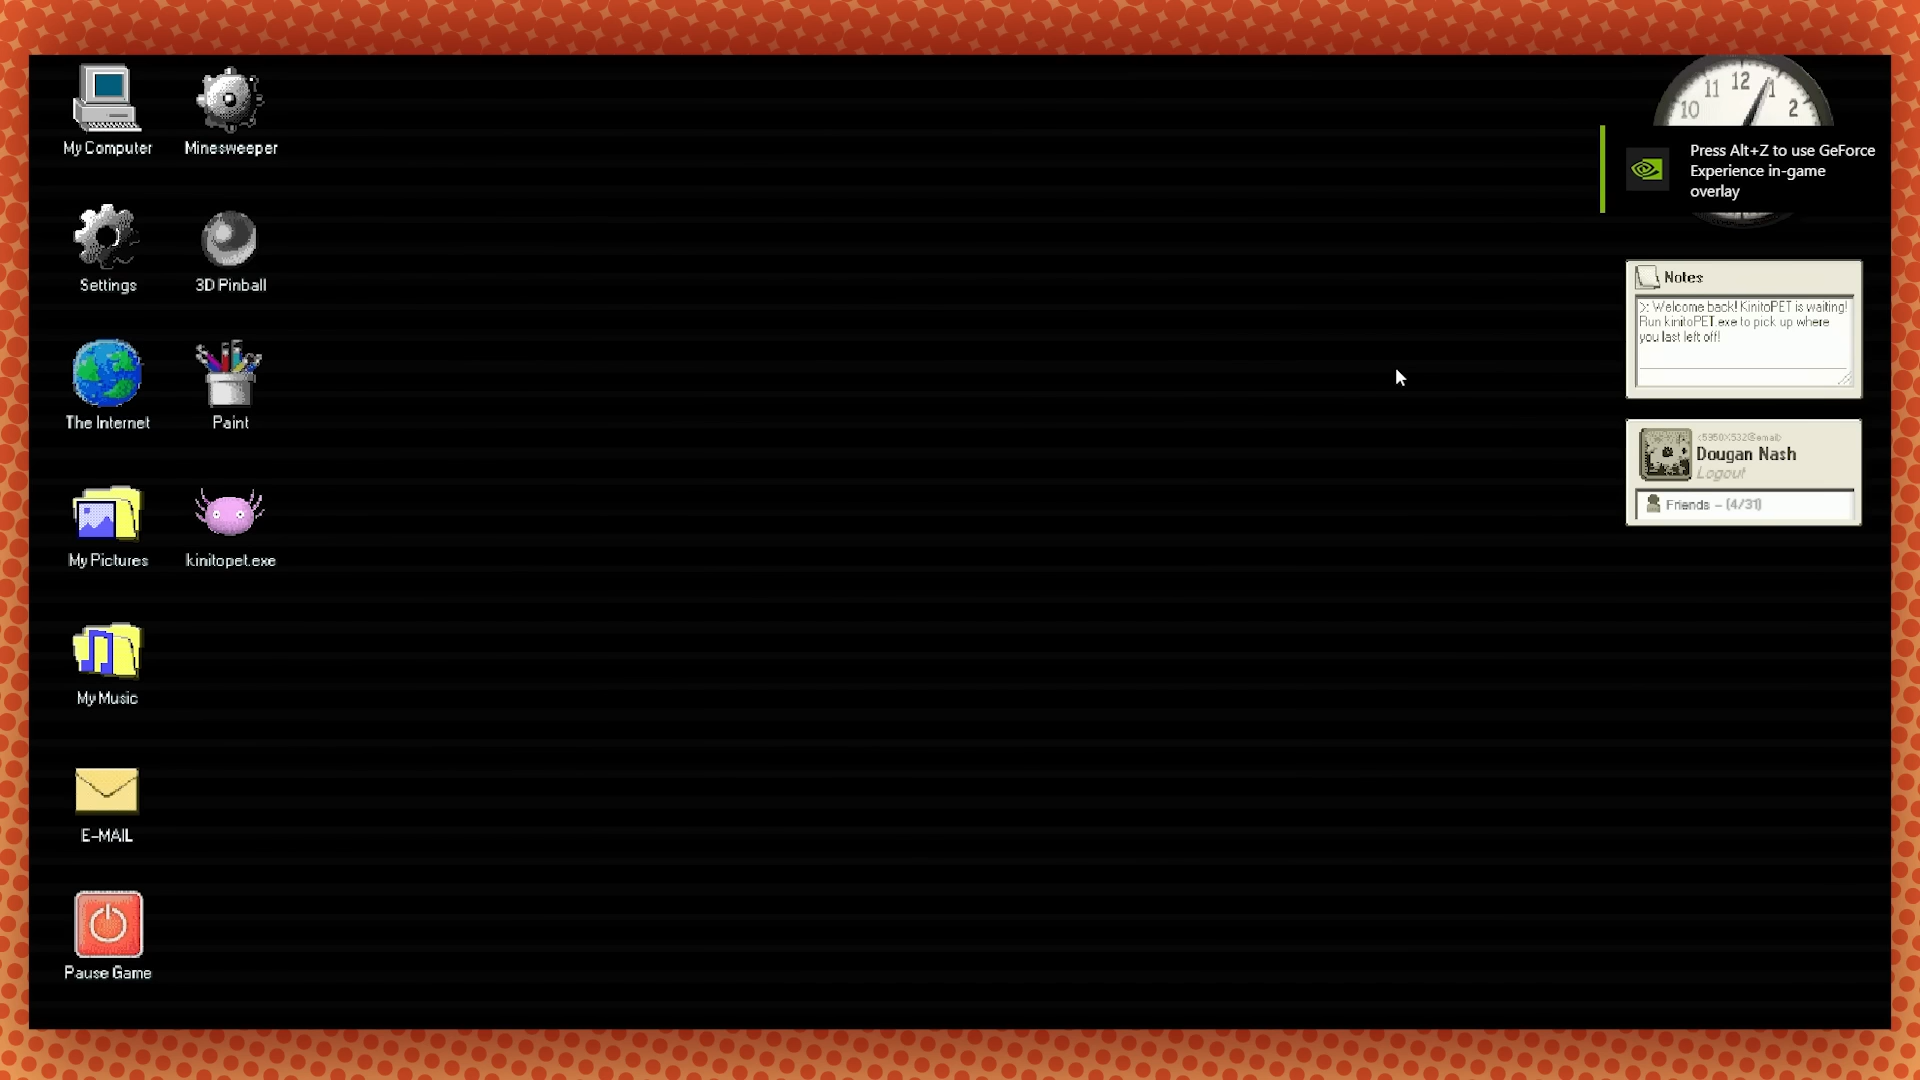 My Computer
Minesweeper
Settings
3D Pinball
The Internet
Paint
My Pictures
kinitopet.exe
My Music
E-MAIL
Pause Game
10 11 12 1 2
Press Alt+Z to use GeForce
Experience in-game
overlay
Notes
>: Welcome back! KinitoPET is waiting!
Run kinitoPET.exe to pick up where
you last left off!
<5950X532@email>
Dougan Nash
Logout
Friends - (4/31)